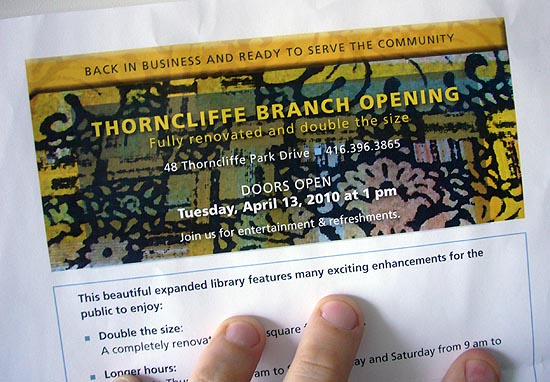 BACK IN BUSINESS AND READY TO SERVE THE COMMUNITY
THORNCLIFFE BRANCH OPENING
Fully renovated and double the size
48 Thorncliffe Park Drive ■ 416.396.3865
DOORS OPEN
Tuesday, April 13, 2010 at 1 pm
Join us for entertainment & refreshments.
This beautiful expanded library features many exciting enhancements for the
public to enjoy:
■ Double the size:
A completely square
■ Longer hours:
to and Saturday from 9 am to